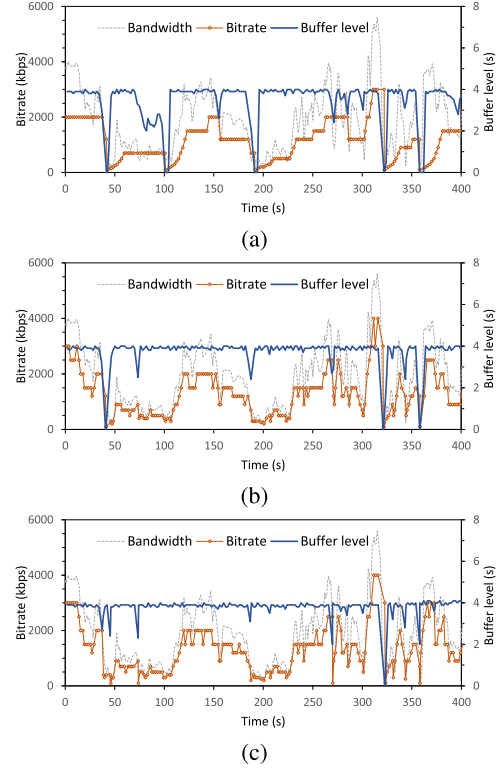 6000 8
Bandwidth Bitrate Buffer level
4000 6
3000 4
2000 2
0 0
Bitrate (kbps)
Buffer level (s)
0 50 100 150 200 250 300 350 400
Time (s)
(a)
6000 8
Bandwidth Bitrate Buffer level
4000 6
4
2000 2
0 0
Bitrate (kbps)
Buffer level (s)
0 50 100 150 200 250 300 350 400
Time (s)
(b)
6000 8
Bandwidth Bitrate Buffer level
4000 6
4
2000 2
0 0
Bitrate (kbps)
Buffer level (s)
0 50 100 150 200 250 300 350 400
Time (s)
(c)